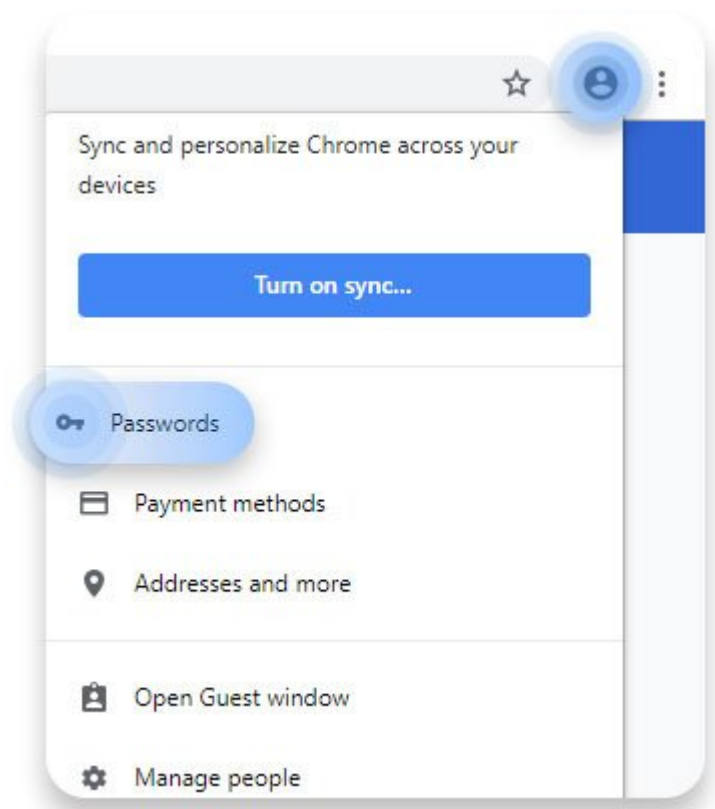 Sync and personalize Chrome across your
devices
Turn on sync...
Passwords
Payment methods
Addresses and more
Open Guest window
Manage people